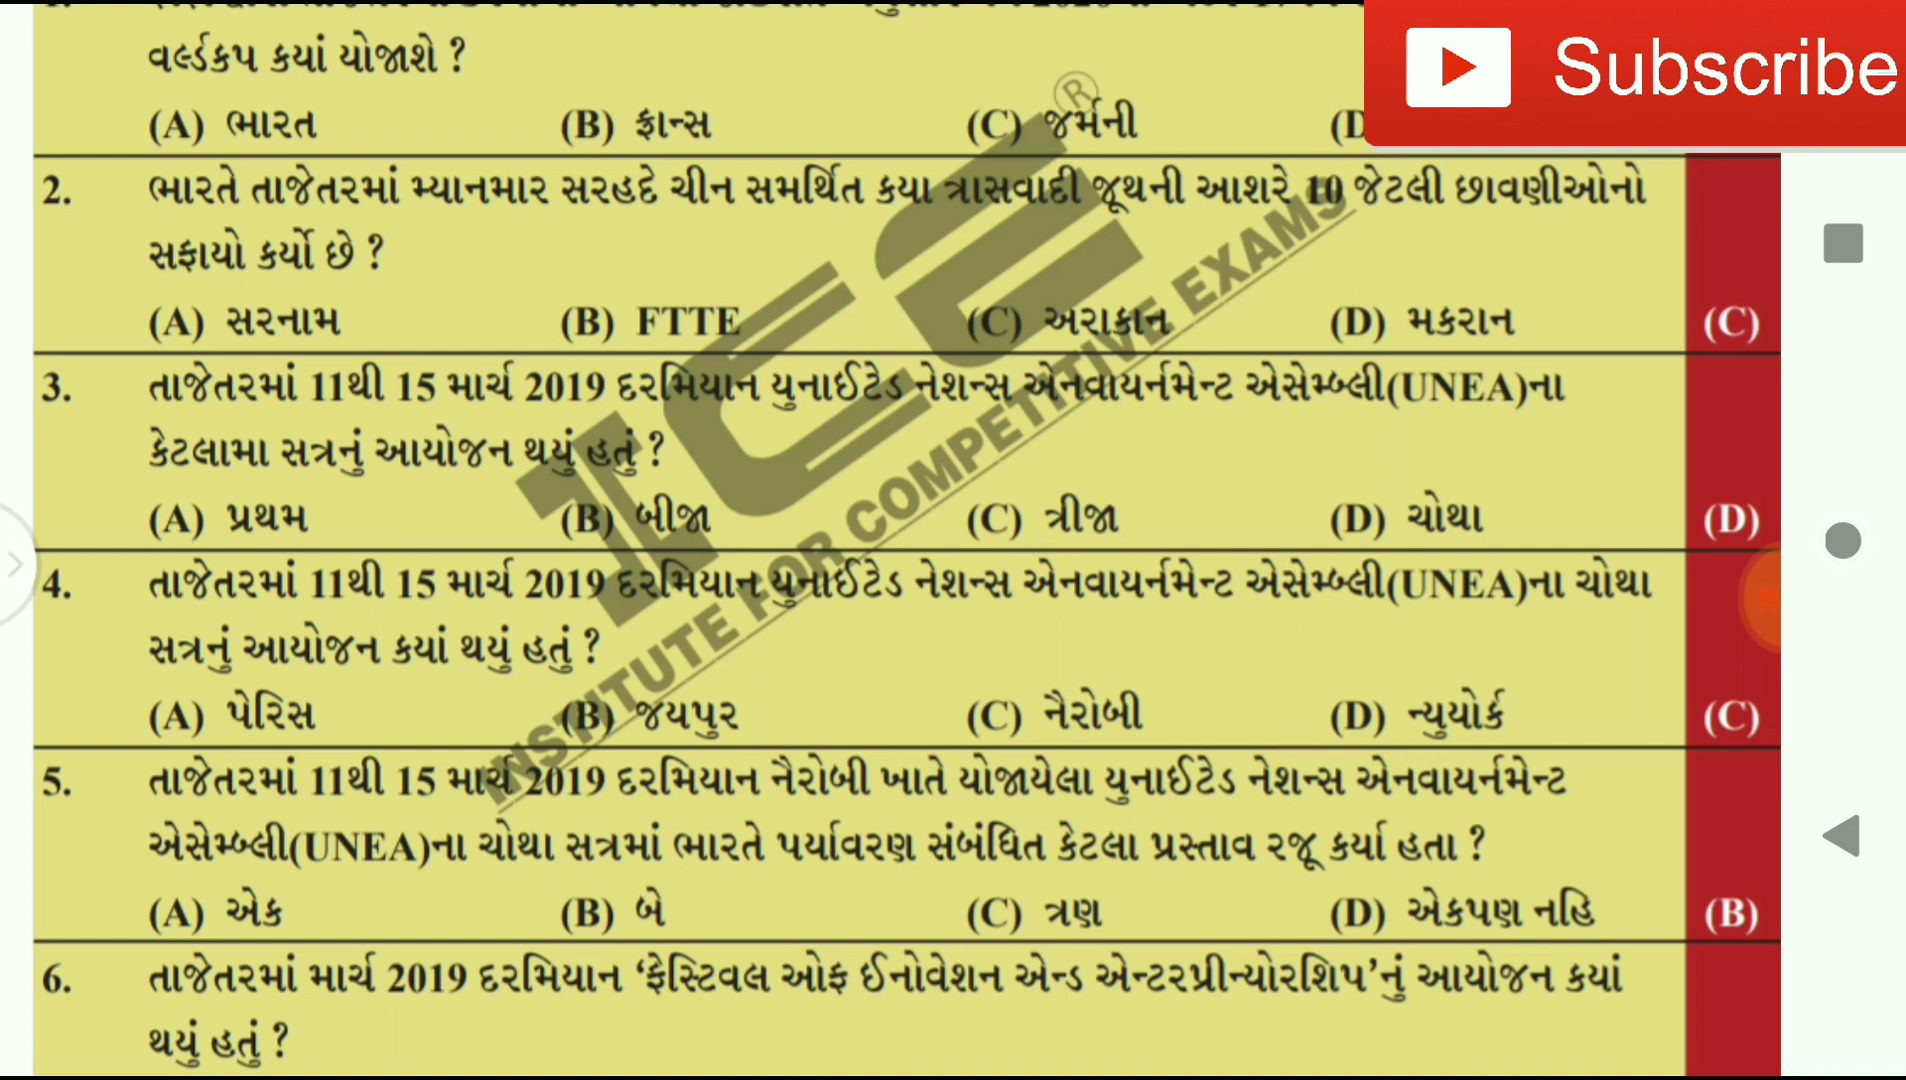 વર્લ્ડકપ કયાં યોજાશે ?
Subscribe
(A) ભારત (B) ફ્રાન્સ (C) જર્મની
2. ભારતે તાજેતરમાં મ્યાનમાર સરહદે ચીન સમર્થિત કયા ત્રાસવાદી જૂથની આશરે 10 જેટલી છાવણીઓનો
સફાયો કર્યો છે ?
(A) સરનામ (B) FTTE (C) અરાકાન (D) મકરાન (C)
3. તાજેતરમાં 11થી 15 માર્ચ 2019 દરમિયાન યુનાઈટેડ નેશન્સ એનવાયર્નમેન્ટ એસેમ્બ્લી(UNEA)ના
કેટલામા સત્રનું આયોજન થયું હતું ?
(A) પ્રથમ (B) બીજા (C) ત્રીજા (D) ચોથા (D)
4. તાજેતરમાં 11થી 15 માર્ચ 2019 દરમિયાન યુનાઈટેડ નેશન્સ એનવાયર્નમેન્ટ એસેમ્બ્લી(UNEA)ના ચોથા
સત્રનું આયોજન કયાં થયું હતું ?
(A) પેરિસ (B) જયપુર (C) નૈરોબી (D) ન્યુયોર્ક (C)
5. તાજેતરમાં 11થી 15 માર્ચ 2019 દરમિયાન નૈરોબી ખાતે યોજાયેલા યુનાઈટેડ નેશન્સ એનવાયર્નમેન્ટ
એસેમ્બ્લી(UNEA)ના ચોથા સત્રમાં ભારતે પર્યાવરણ સંબંધિત કેટલા પ્રસ્તાવ રજૂ કર્યા હતા ?
(A) એક (B) બે (C) ત્રણ (D) એકપણ નહિ (B)
6. તાજેતરમાં માર્ચ 2019 દરમિયાન ‘ફેસ્ટિવલ ઓફ ઈનોવેશન એન્ડ એન્ટરપ્રીન્યોરશિપ’નું આયોજન કયાં
થયું હતું ?
ICE ®
INSTITUTE FOR COMPETITIVE EXAMS